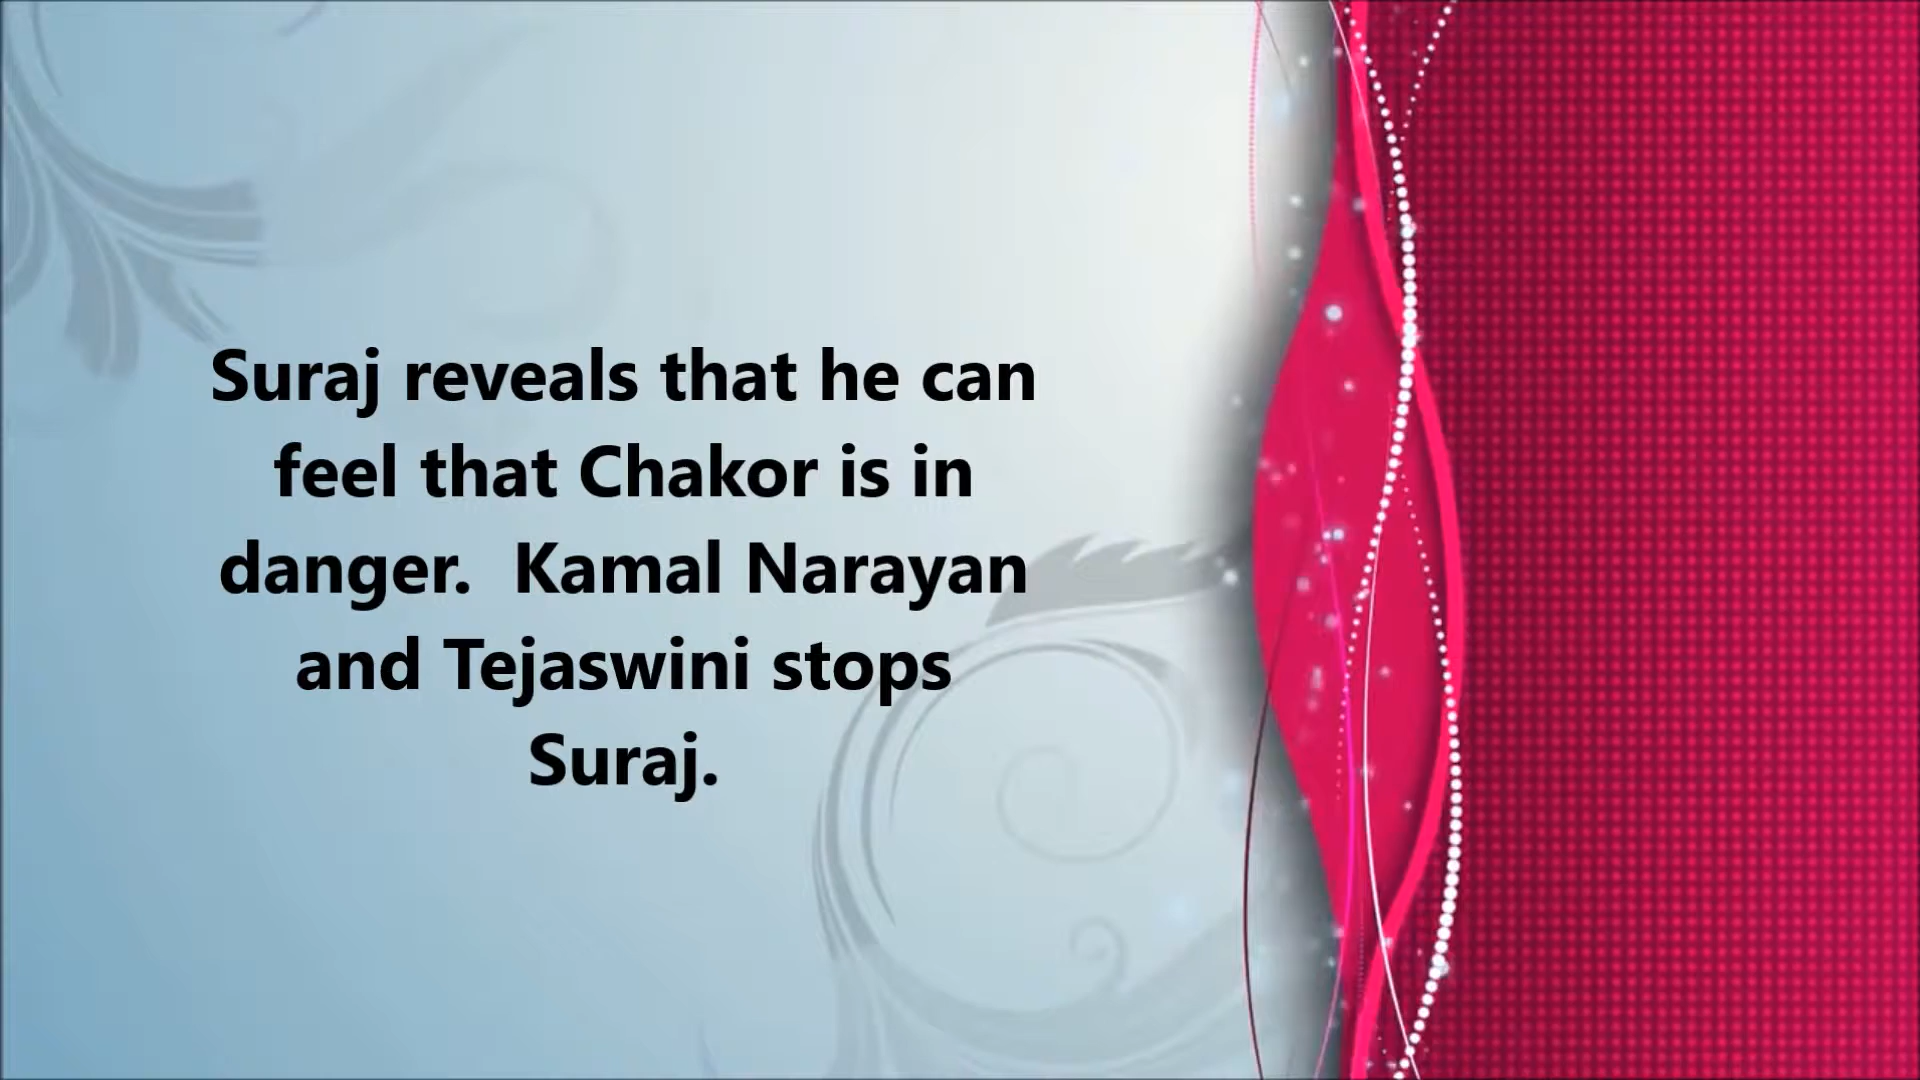 Suraj reveals that he can
feel that Chakor is in
danger.  Kamal Narayan
and Tejaswini stops
Suraj.